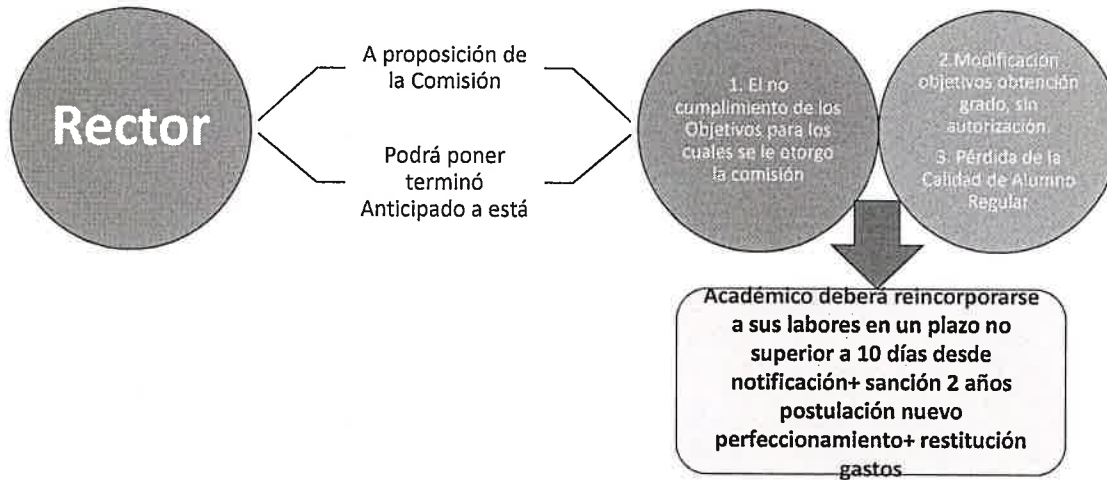 Rector
A proposición de
la Comisión
Podrá poner
terminó
Anticipado a está
1. El no
cumplimiento de los
Objetivos para los
cuales se le otorgo
la comisión
2.Modificación
objetivos obtención
grado, sin
autorización.
3. Pérdida de la
Calidad de Alumno
Regular
Académico deberá reincorporarse
a sus labores en un plazo no
superior a 10 días desde
notificación+ sanción 2 años
postulación nuevo
perfeccionamiento+ restitución
gastos